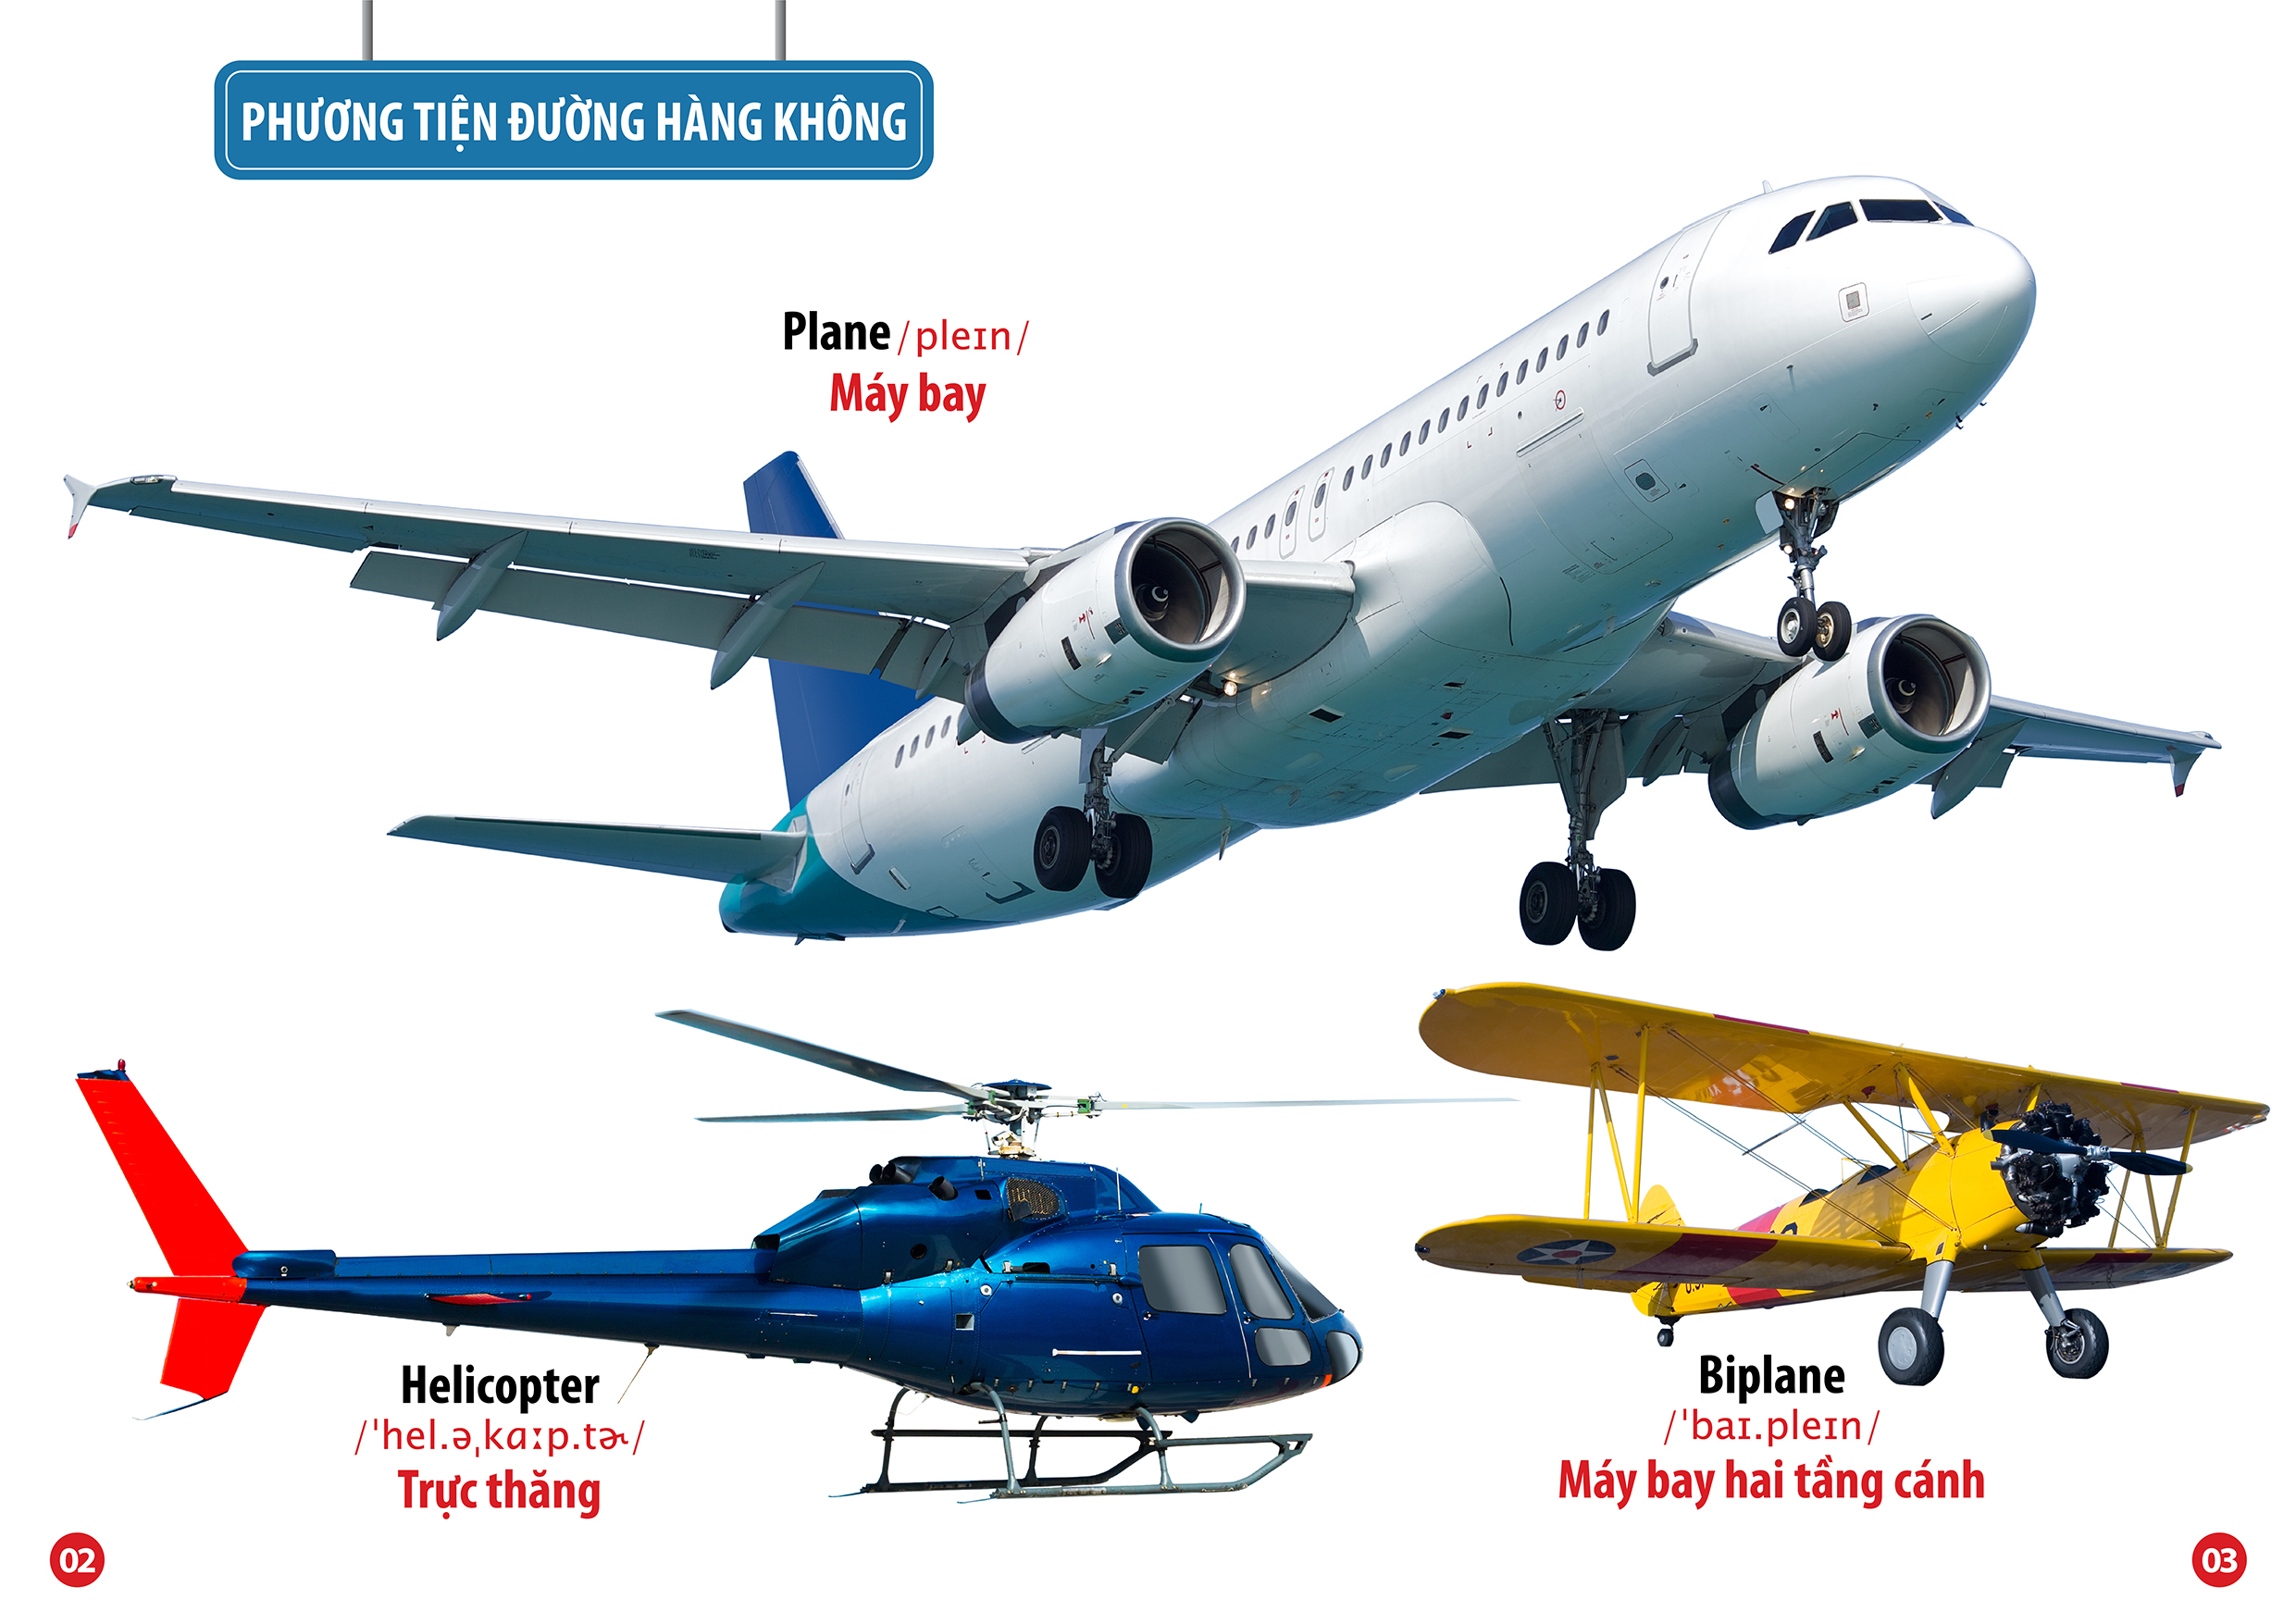 PHƯƠNG TIỆN ĐƯỜNG HÀNG KHÔNG
Plane /pleɪn/
Máy bay
Helicopter
/ˈhel.əˌkɑːp.tɚ/
Trực thăng
Biplane
/ˈbaɪ.pleɪn/
Máy bay hai tầng cánh
02
03